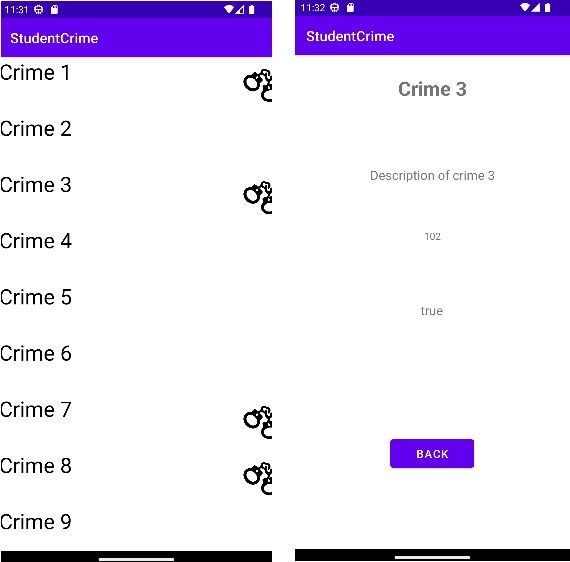 11:31
StudentCrime
Crime 1
Crime 2
Crime 3
Crime 4
Crime 5
Crime 6
Crime 7
Crime 8
Crime 9
11:32
StudentCrime
Crime 3
Description of crime 3
102
true
BACK